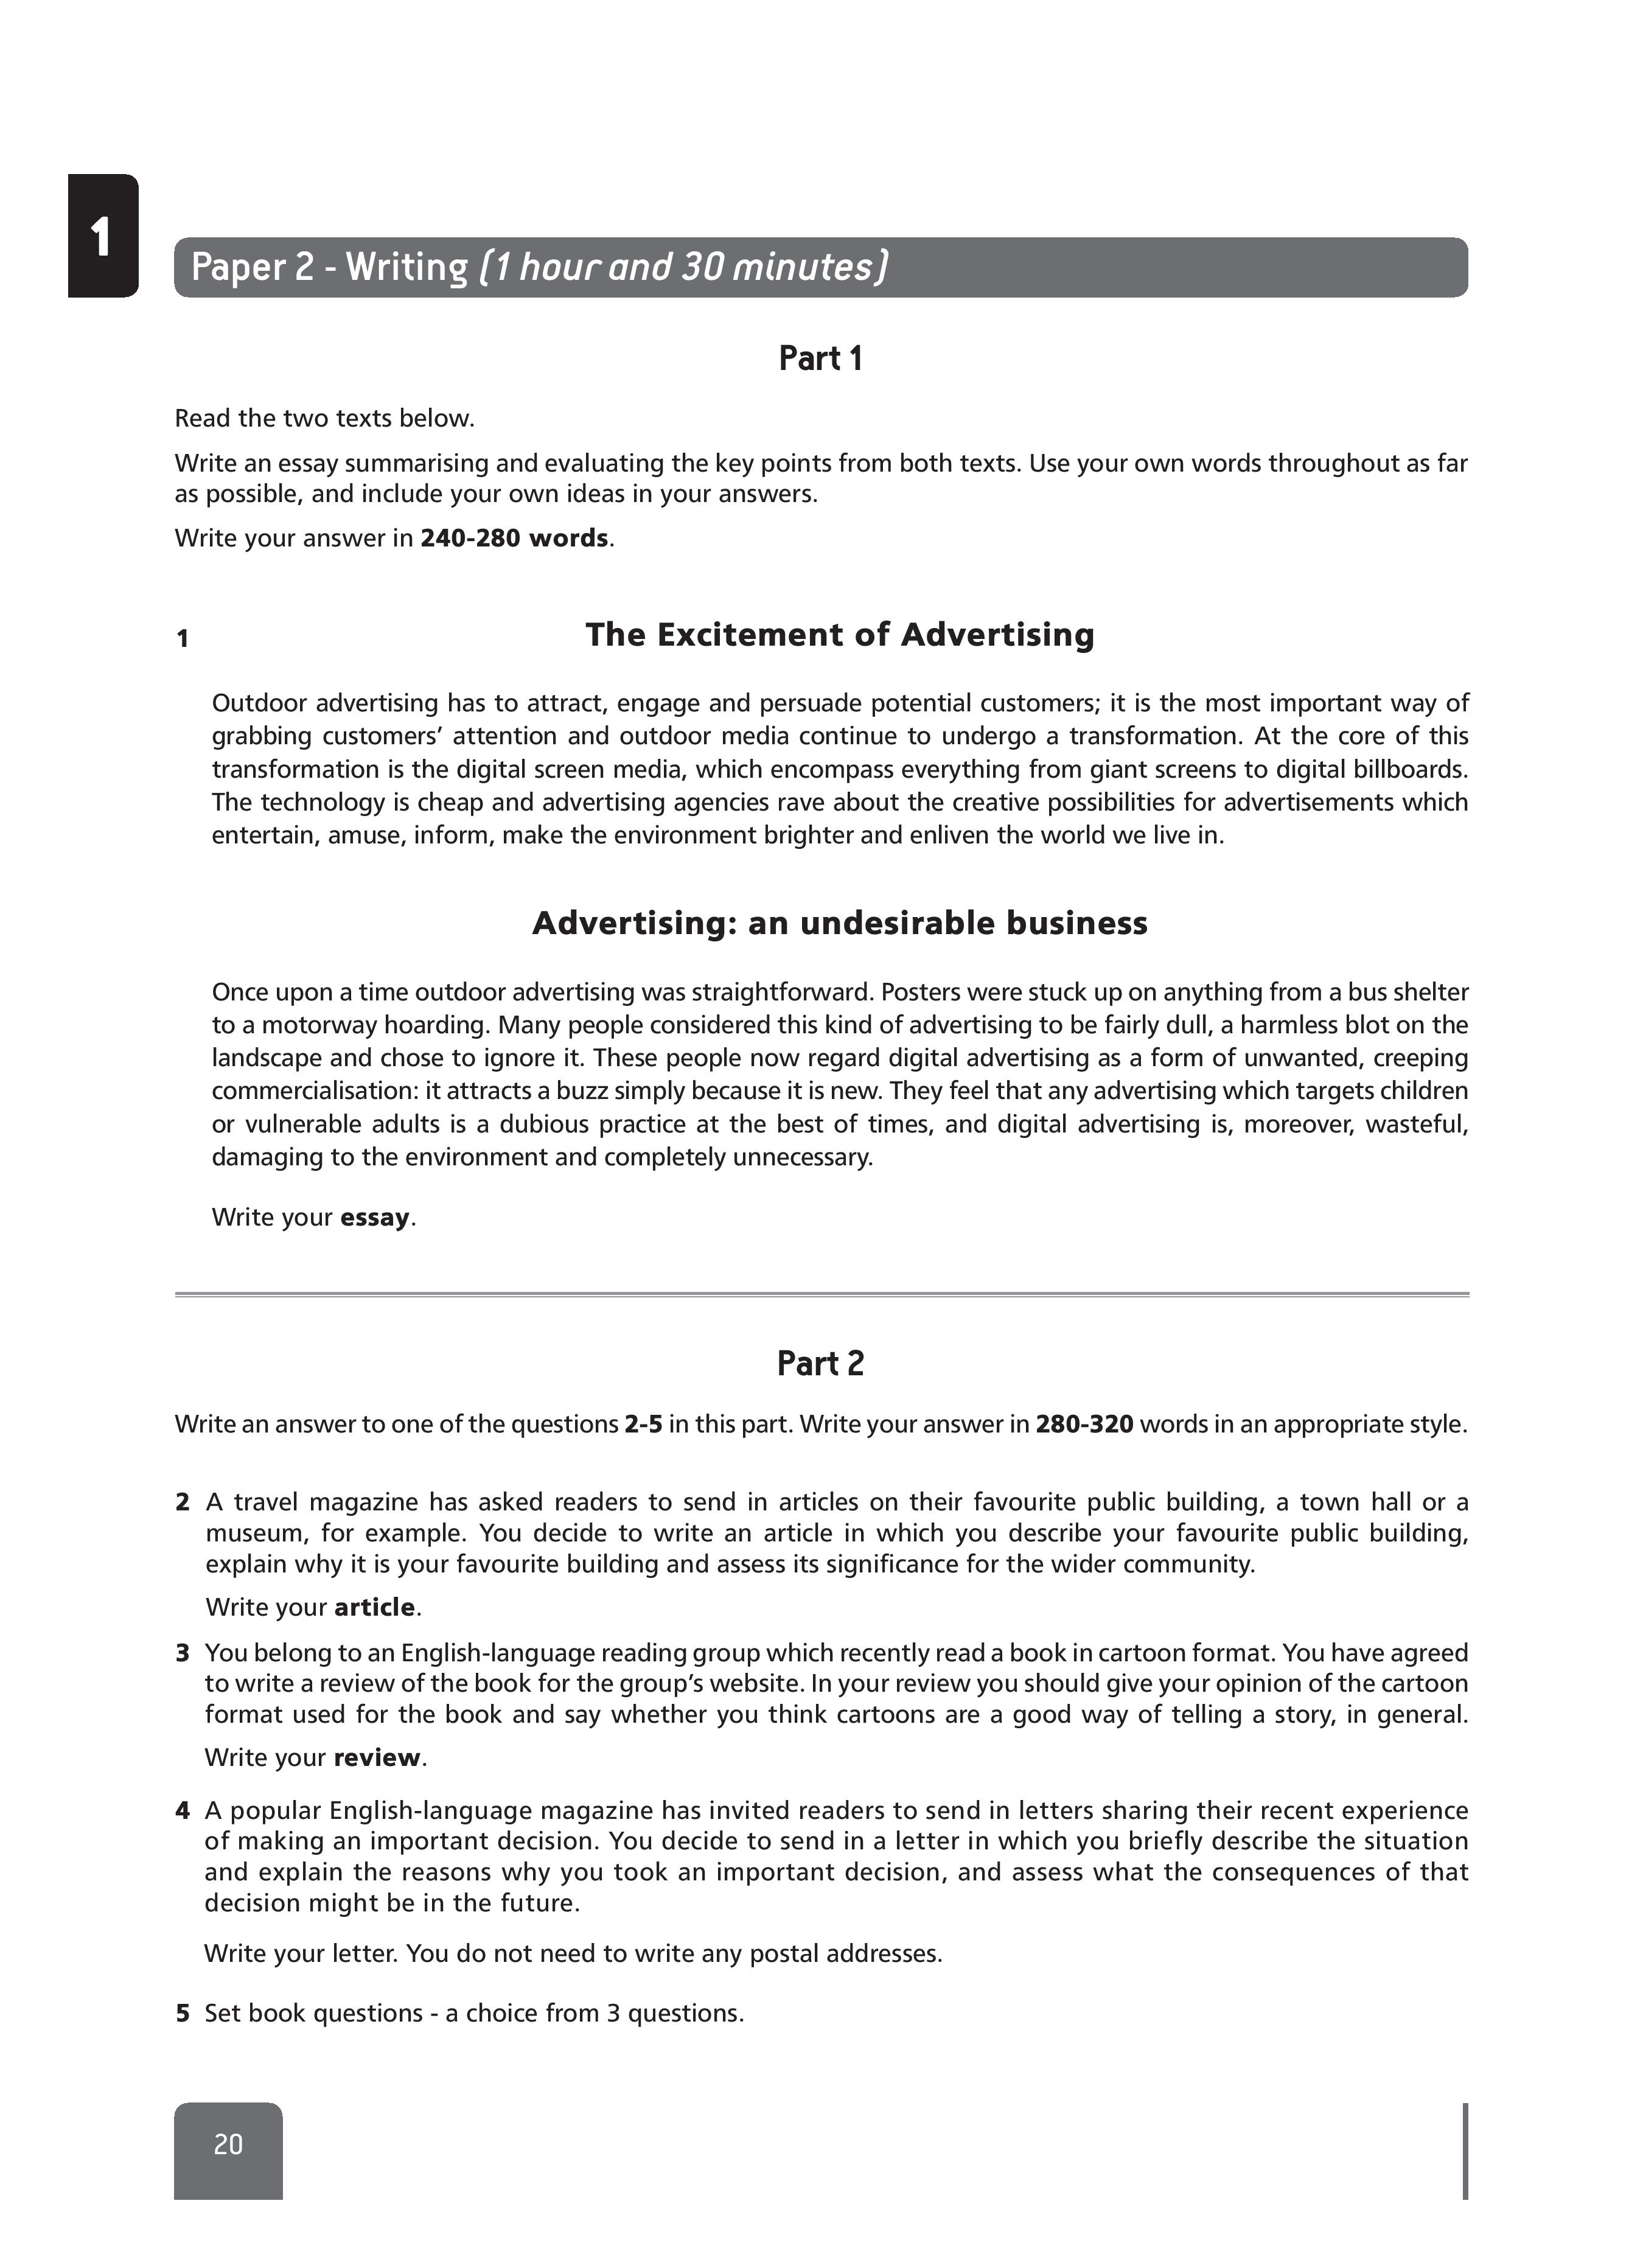 1
Paper 2 - Writing (1 hour and 30 minutes)
Part 1
Read the two texts below.
Write an essay summarising and evaluating the key points from both texts. Use your own words throughout as far
as possible, and include your own ideas in your answers.
Write your answer in 240-280 words.
1 The Excitement of Advertising
Outdoor advertising has to attract, engage and persuade potential customers; it is the most important way of
grabbing customers’ attention and outdoor media continue to undergo a transformation. At the core of this
transformation is the digital screen media, which encompass everything from giant screens to digital billboards.
The technology is cheap and advertising agencies rave about the creative possibilities for advertisements which
entertain, amuse, inform, make the environment brighter and enliven the world we live in.
Advertising: an undesirable business
Once upon a time outdoor advertising was straightforward. Posters were stuck up on anything from a bus shelter
to a motorway hoarding. Many people considered this kind of advertising to be fairly dull, a harmless blot on the
landscape and chose to ignore it. These people now regard digital advertising as a form of unwanted, creeping
commercialisation: it attracts a buzz simply because it is new. They feel that any advertising which targets children
or vulnerable adults is a dubious practice at the best of times, and digital advertising is, moreover, wasteful,
damaging to the environment and completely unnecessary.
Write your essay.
Part 2
Write an answer to one of the questions 2-5 in this part. Write your answer in 280-320 words in an appropriate style.
2 A travel magazine has asked readers to send in articles on their favourite public building, a town hall or a
museum, for example. You decide to write an article in which you describe your favourite public building,
explain why it is your favourite building and assess its significance for the wider community.
Write your article.
3 You belong to an English-language reading group which recently read a book in cartoon format. You have agreed
to write a review of the book for the group’s website. In your review you should give your opinion of the cartoon
format used for the book and say whether you think cartoons are a good way of telling a story, in general.
Write your review.
4 A popular English-language magazine has invited readers to send in letters sharing their recent experience
of making an important decision. You decide to send in a letter in which you briefly describe the situation
and explain the reasons why you took an important decision, and assess what the consequences of that
decision might be in the future.
Write your letter. You do not need to write any postal addresses.
5 Set book questions - a choice from 3 questions.
20